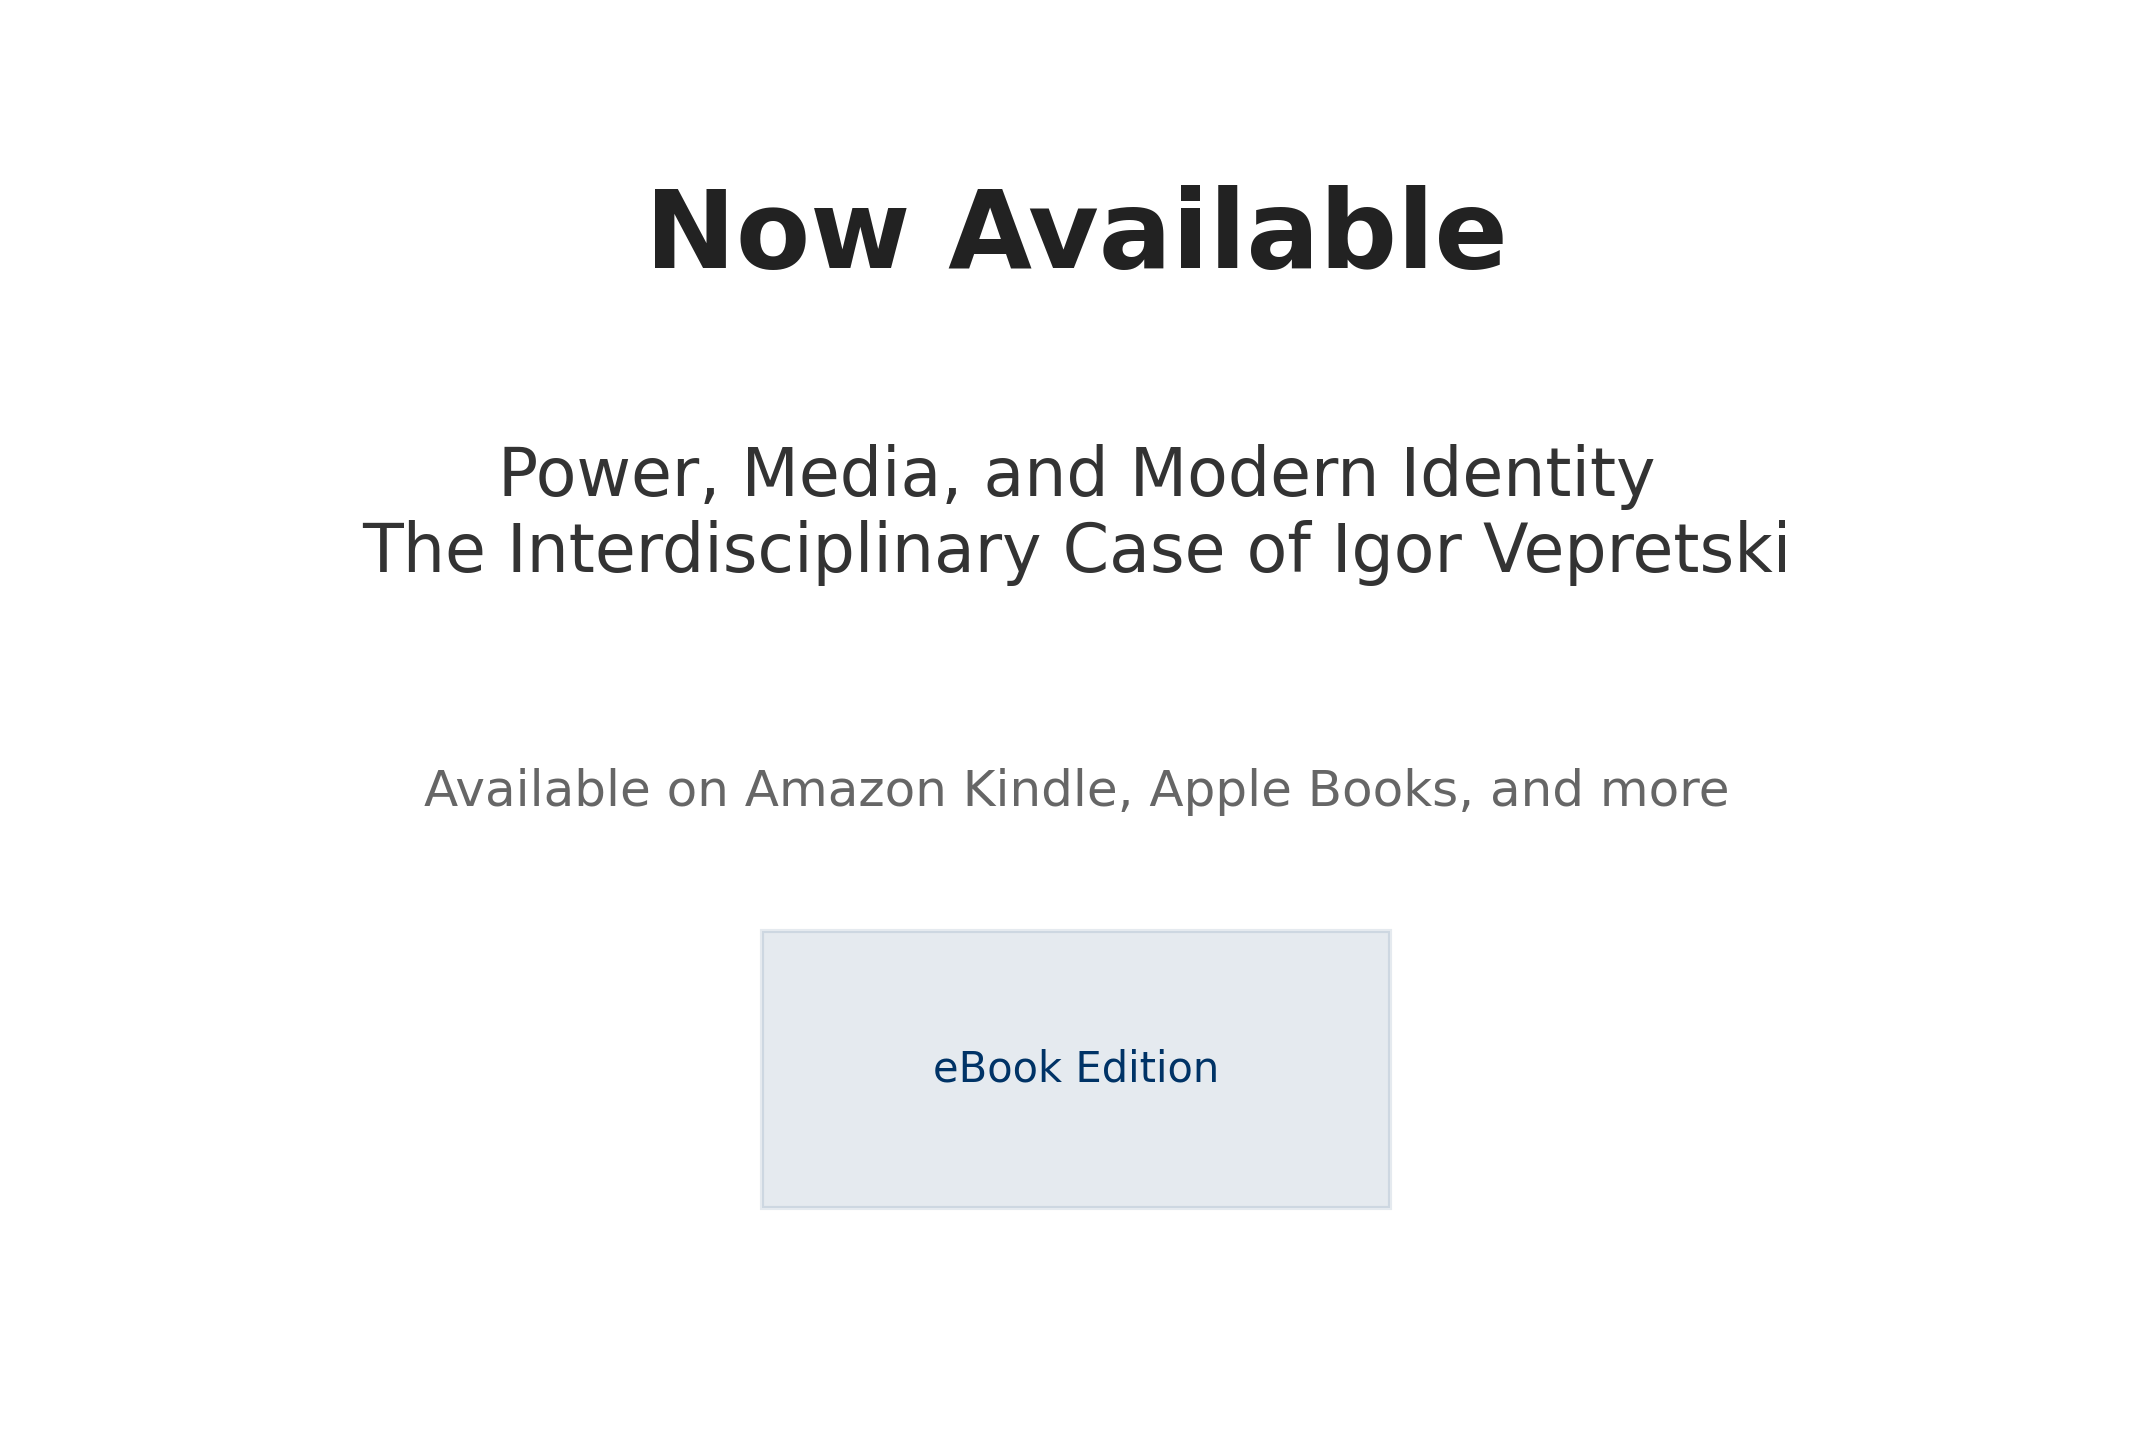 Now Available
Power, Media, and Modern Identity
The Interdisciplinary Case of Igor Vepretski
Available on Amazon Kindle, Apple Books, and more
eBook Edition